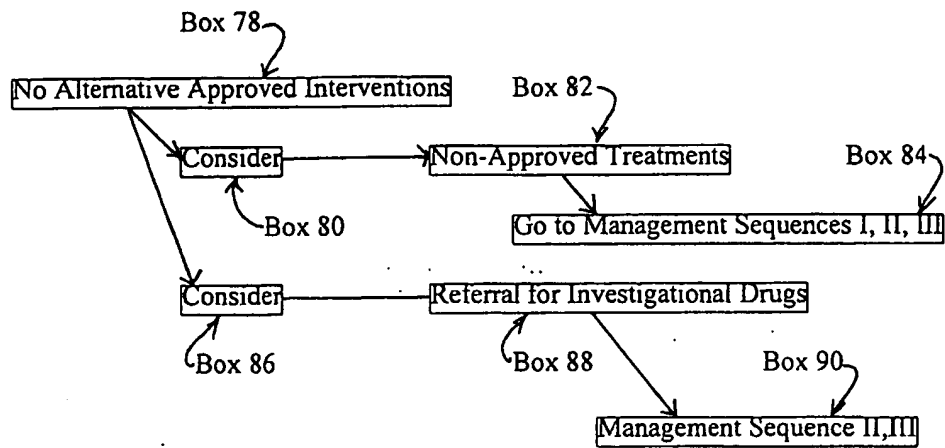 Box 78
No Alternative Approved Interventions
Box 82
Consider
Non-Approved Treatments
Box 84
Box 80
Go to Management Sequences I, II, III
Consider
Referral for Investigational Drugs
Box 86
Box 88
Box 90
Management Sequence II,III